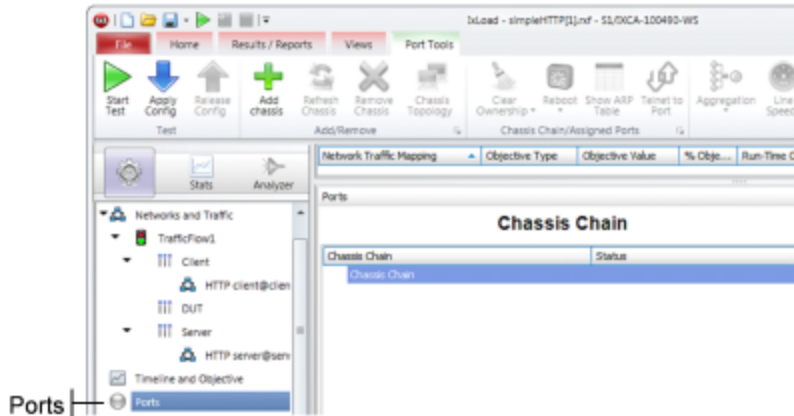 IxLoad - simpleHTTP[1].rxf - S1/IXCA-100490-WS
File Home Results / Reports Views Port Tools
Start Test
Apply Config
Release Config
Add chassis
Refresh Chassis
Remove Chassis
Chassis Topology
Clear Ownership
Reboot
Show ARP Table
Telnet to Port
Aggregation
Line Speed
Test Add/Remove Chassis Chain/Assigned Ports
Stats Analyzer
Network Traffic Mapping Objective Type Objective Value % Obje... Run-Time O
Ports
Chassis Chain
Chassis Chain Status
Chassis Chain
Networks and Traffic
TrafficFlow1
Client
HTTP client@clien
DUT
Server
HTTP server@serv
Timeline and Objective
Ports
Ports